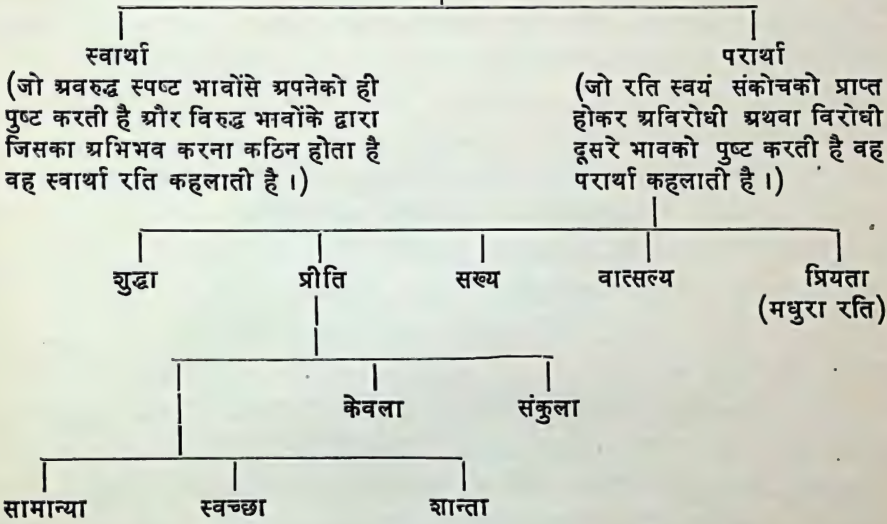 स्वार्था
(जो अवरुद्ध स्पष्ट भावोंसे अपनेको ही
पुष्ट करती है और विरुद्ध भावोंके द्वारा
जिसका अभिभव करना कठिन होता है
वह स्वार्था रति कहलाती है ।)
परार्था
(जो रति स्वयं संकोचको प्राप्त
होकर अविरोधी अथवा विरोधी
दूसरे भावको पुष्ट करती है वह
परार्था कहलाती है ।)
शुद्धा प्रीति सख्य वात्सल्य प्रियता
(मधुरा रति)
केवला संकुला
सामान्या स्वच्छा शान्ता